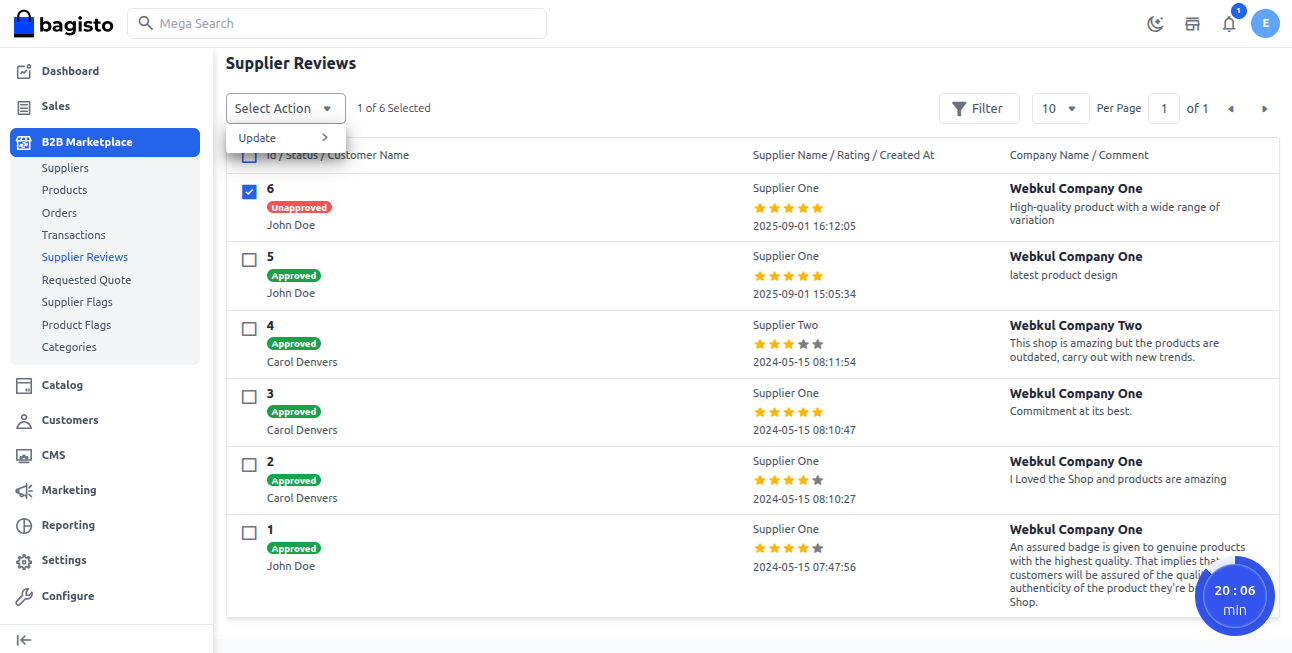 bagisto
Mega Search
1
E
Dashboard
Sales
B2B Marketplace
Suppliers
Products
Orders
Transactions
Supplier Reviews
Requested Quote
Supplier Flags
Product Flags
Categories
Catalog
Customers
CMS
Marketing
Reporting
Settings
Configure
Supplier Reviews
Select Action
1 of 6 Selected
Filter
10
Per Page
1
of 1
Update
Id / Status / Customer Name
Supplier Name / Rating / Created At
Company Name / Comment
6
Unapproved
John Doe
Supplier One
2025-09-01 16:12:05
Webkul Company One
High-quality product with a wide range of
variation
5
Approved
John Doe
Supplier One
2025-09-01 15:05:34
Webkul Company One
latest product design
4
Approved
Carol Denvers
Supplier Two
2024-05-15 08:11:54
Webkul Company Two
This shop is amazing but the products are
outdated, carry out with new trends.
3
Approved
Carol Denvers
Supplier One
2024-05-15 08:10:47
Webkul Company One
Commitment at its best.
2
Approved
Carol Denvers
Supplier One
2024-05-15 08:10:27
Webkul Company One
I Loved the Shop and products are amazing
1
Approved
John Doe
Supplier One
2024-05-15 07:47:56
Webkul Company One
An assured badge is given to genuine products
with the highest quality. That implies
customers will be assured of the
authenticity of the product they're
Shop.
20 : 06
min